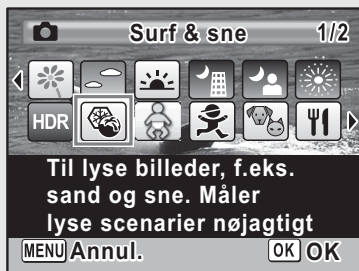 Surf & sne 1/2
HDR
Til lyse billeder, f.eks.
sand og sne. Måler
lyse scenarier nøjagtigt
MENU Annul. OK OK